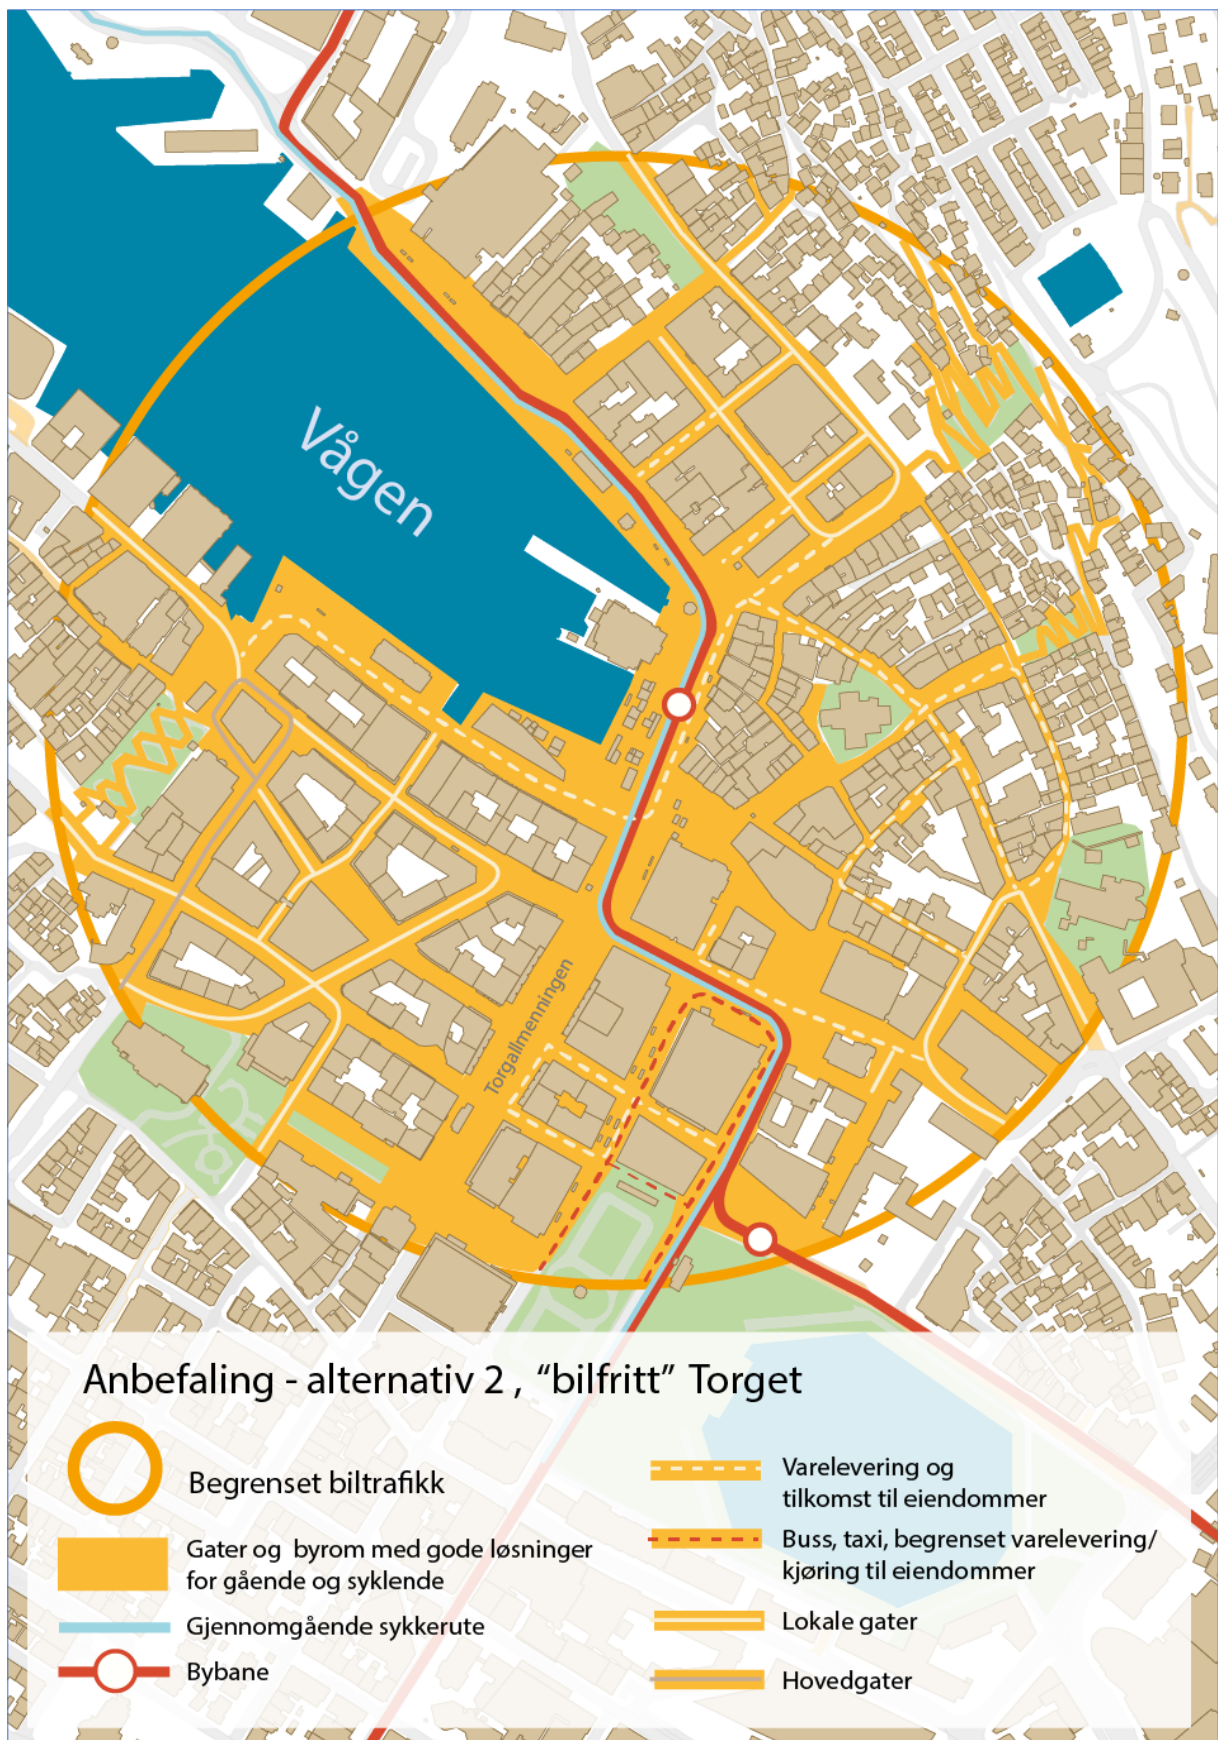 Vågen
Torgallmenningen
Anbefaling - alternativ 2 , “bilfritt” Torget
Begrenset biltrafikk
Gater og byrom med gode løsninger
for gående og syklende
Gjennomgående sykkerute
Bybane
Varelevering og
tilkomst til eiendommer
Buss, taxi, begrenset varelevering/
kjøring til eiendommer
Lokale gater
Hovedgater